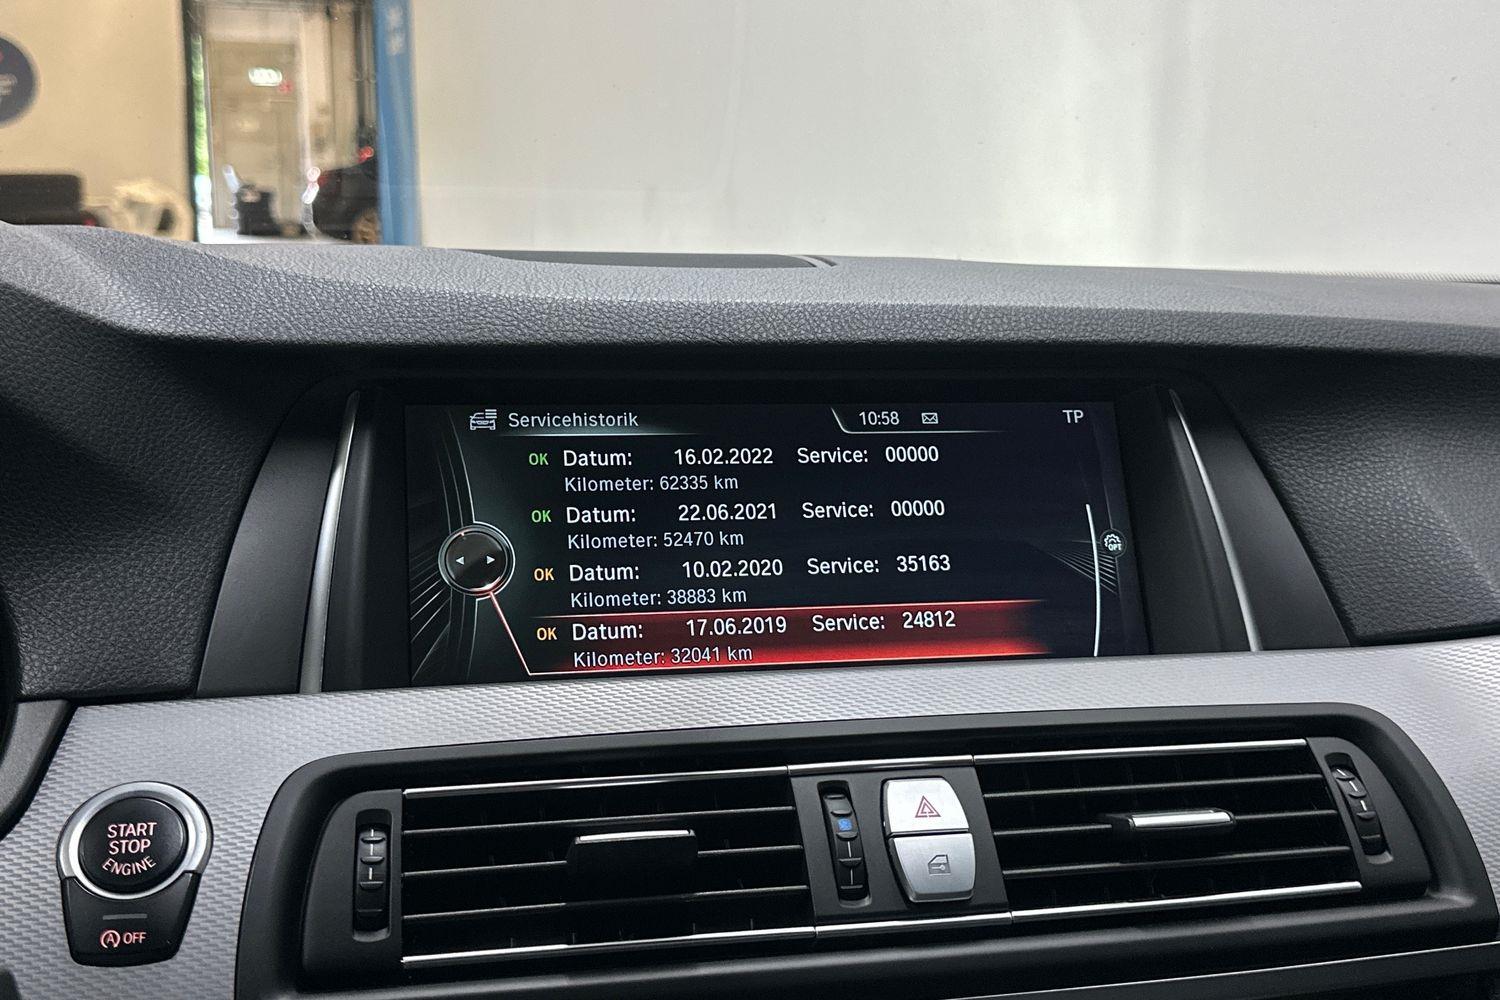 Servicehistorik 10:58 TP
OK Datum: 16.02.2022 Service: 00000
Kilometer: 62335 km
OK Datum: 22.06.2021 Service: 00000
Kilometer: 52470 km
OPT
OK Datum: 10.02.2020 Service: 35163
Kilometer: 38883 km
OK Datum: 17.06.2019 Service: 24812
Kilometer: 32041 km
START
STOP
ENGINE
A OFF